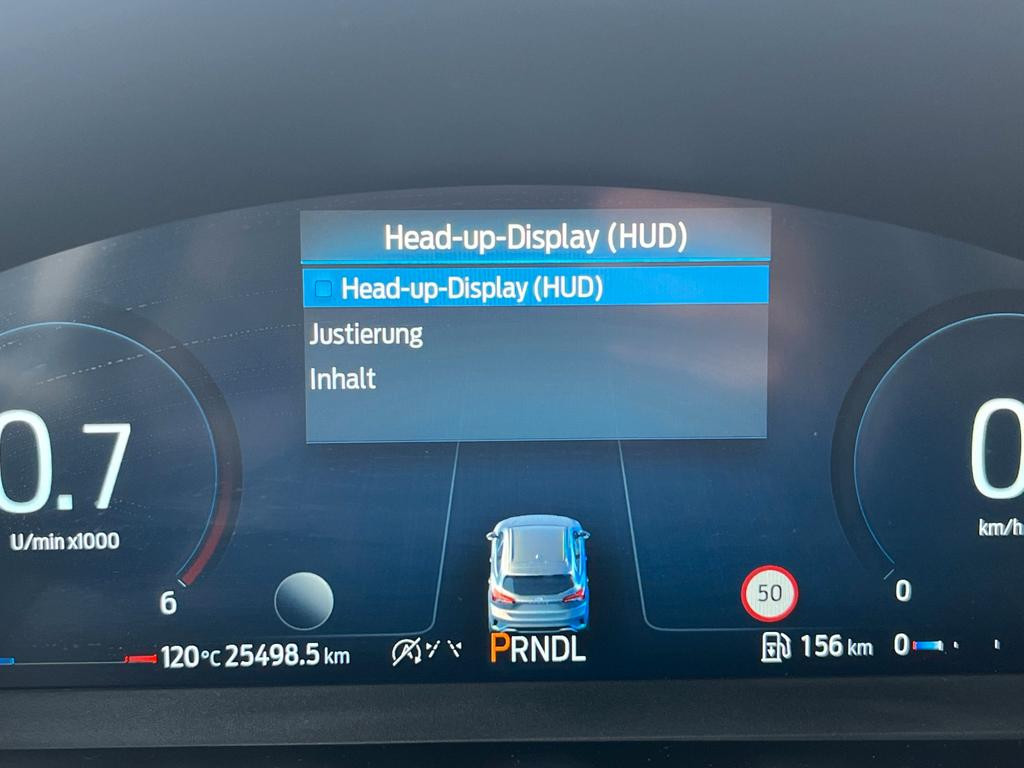 Head-up-Display (HUD)
Head-up-Display (HUD)
Justierung
Inhalt
0.7
U/min x1000
6
0
km/h
0
50
120°C 25498.5 km
PRNDL
156 km
0